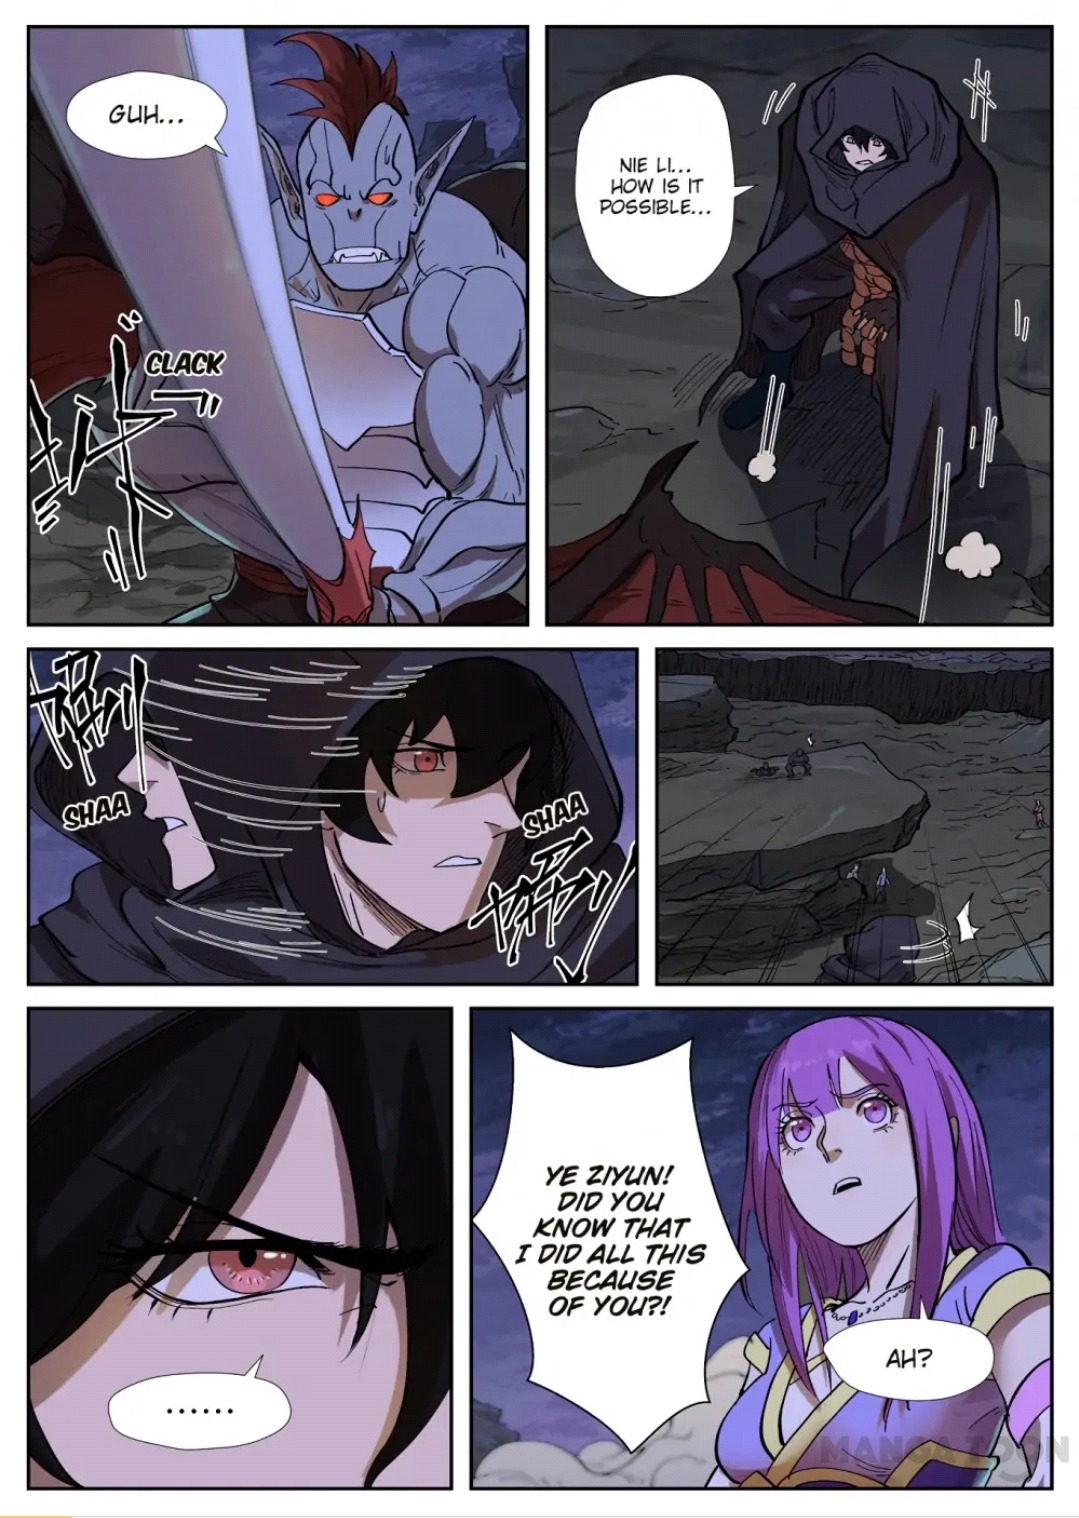 GUH...
CLACK
NIE LI...
HOW IS IT
POSSIBLE...
SHAA
SHAA
......
YE ZIYUN!
DID YOU
KNOW THAT
I DID ALL THIS
BECAUSE
OF YOU?!
AH?
MANGATOON